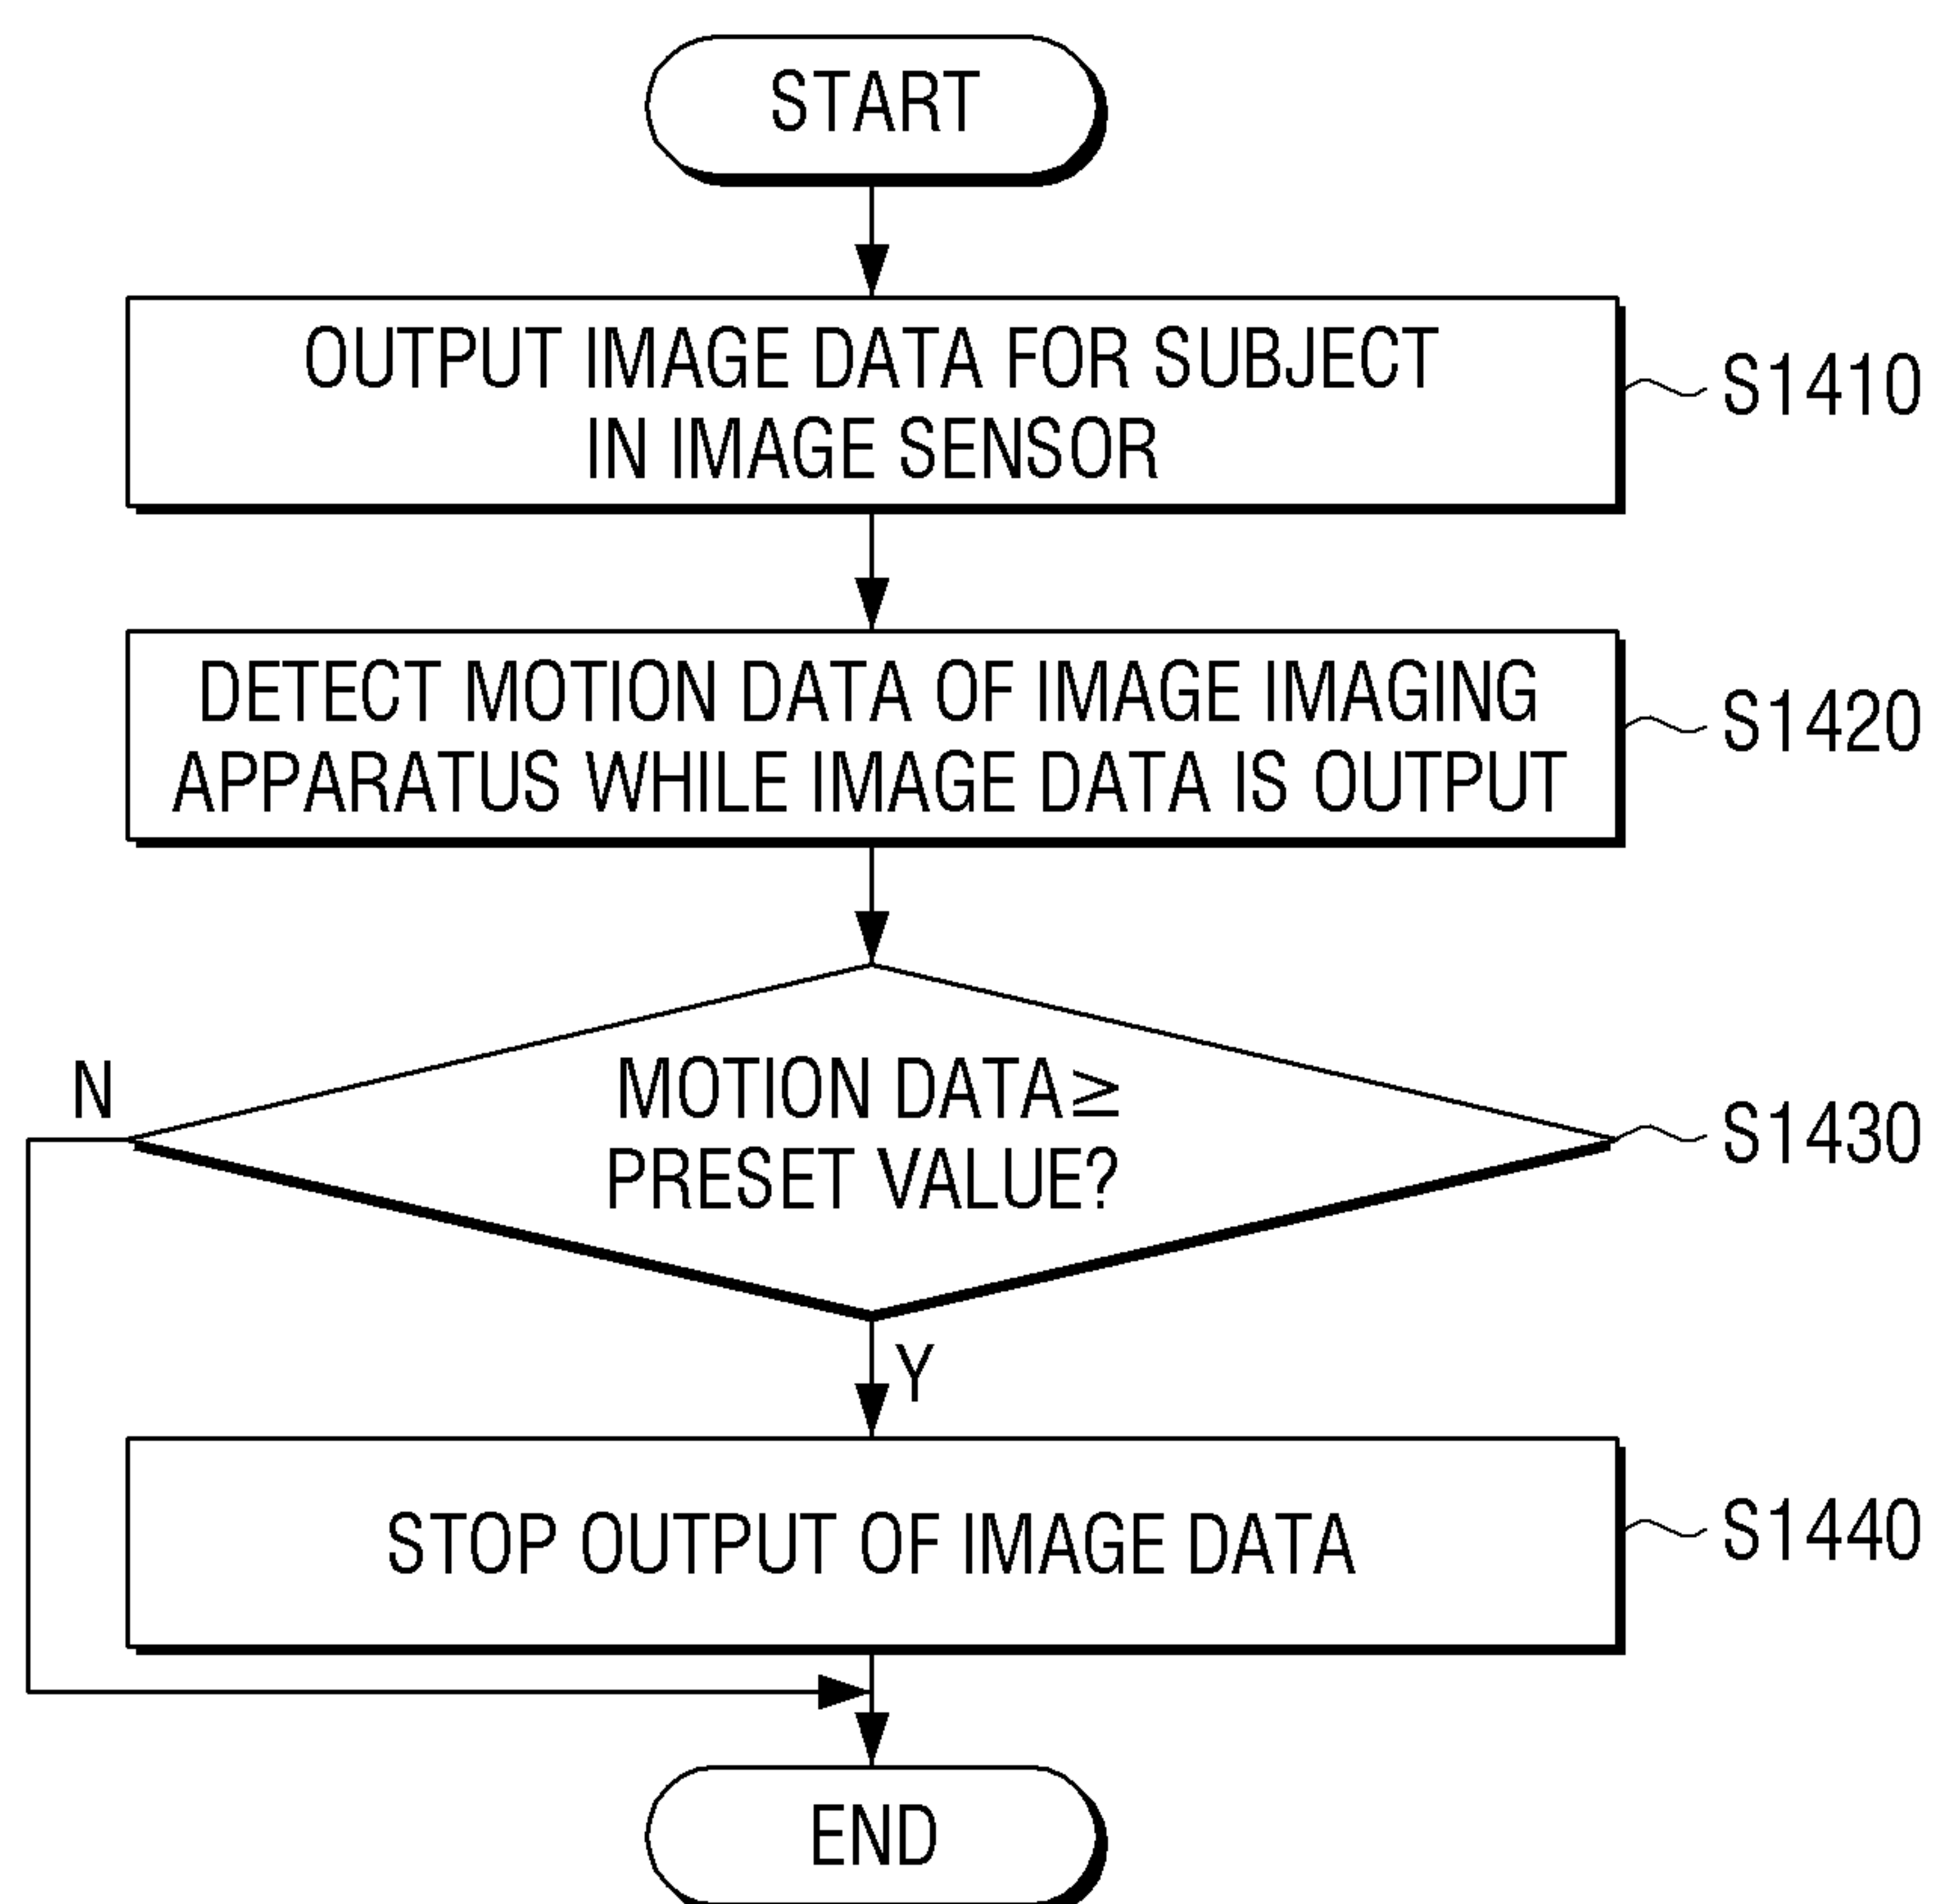 START
OUTPUT IMAGE DATA FOR SUBJECT
IN IMAGE SENSOR
S1410
DETECT MOTION DATA OF IMAGE IMAGING
APPARATUS WHILE IMAGE DATA IS OUTPUT
S1420
N
MOTION DATA≥
PRESET VALUE?
S1430
Y
STOP OUTPUT OF IMAGE DATA
S1440
END